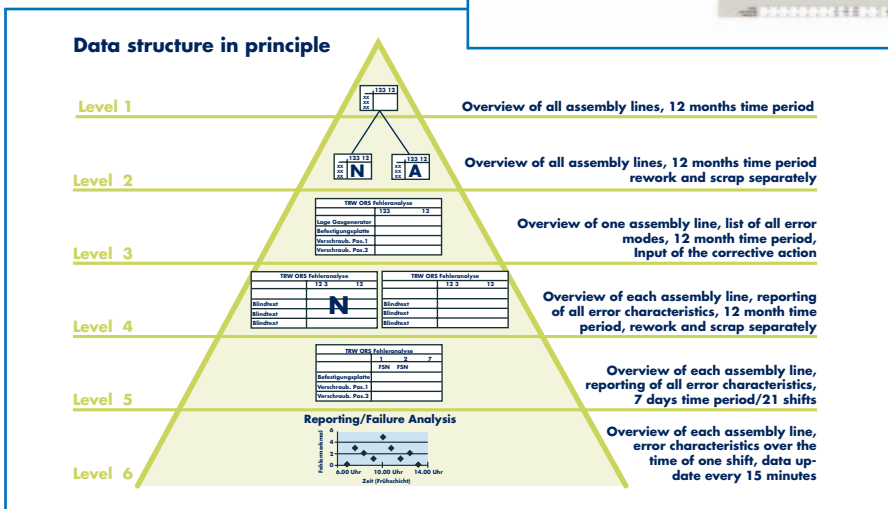 Data structure in principle
Level 1
123 12
xx
xx
xx
Overview of all assembly lines, 12 months time period
Level 2
123 12
xx
xx
xx
N
123 12
xx
xx
xx
A
Overview of all assembly lines, 12 months time period
rework and scrap separately
Level 3
TRW ORS Fehleranalyse
123 12
Lage Gasgenerator
Befestigungsplatte
Verschraub. Pos.1
Verschraub. Pos.2
Overview of one assembly line, list of all error
modes, 12 month time period,
Input of the corrective action
Level 4
TRW ORS Fehleranalyse
12 3 12
Blindtext
Blindtext
Blindtext
N
TRW ORS Fehleranalyse
12 3 12
Blindtext
Blindtext
Blindtext
Overview of each assembly line, reporting
of all error characteristics, 12 month time
period, rework and scrap separately
Level 5
TRW ORS Fehleranalyse
1 2 7
FSN FSN
Befestigungsplatte
Verschraub. Pos.1
Verschraub. Pos.2
Overview of each assembly line,
reporting of all error characteristics,
7 days time period/21 shifts
Level 6
Reporting/Failure Analysis
Fehlermerkmal
6
4
2
0
6.00 Uhr 10.00 Uhr 14.00 Uhr
Zeit (Frühschicht)
Overview of each assembly line,
error characteristics over the
time of one shift, data up-
date every 15 minutes